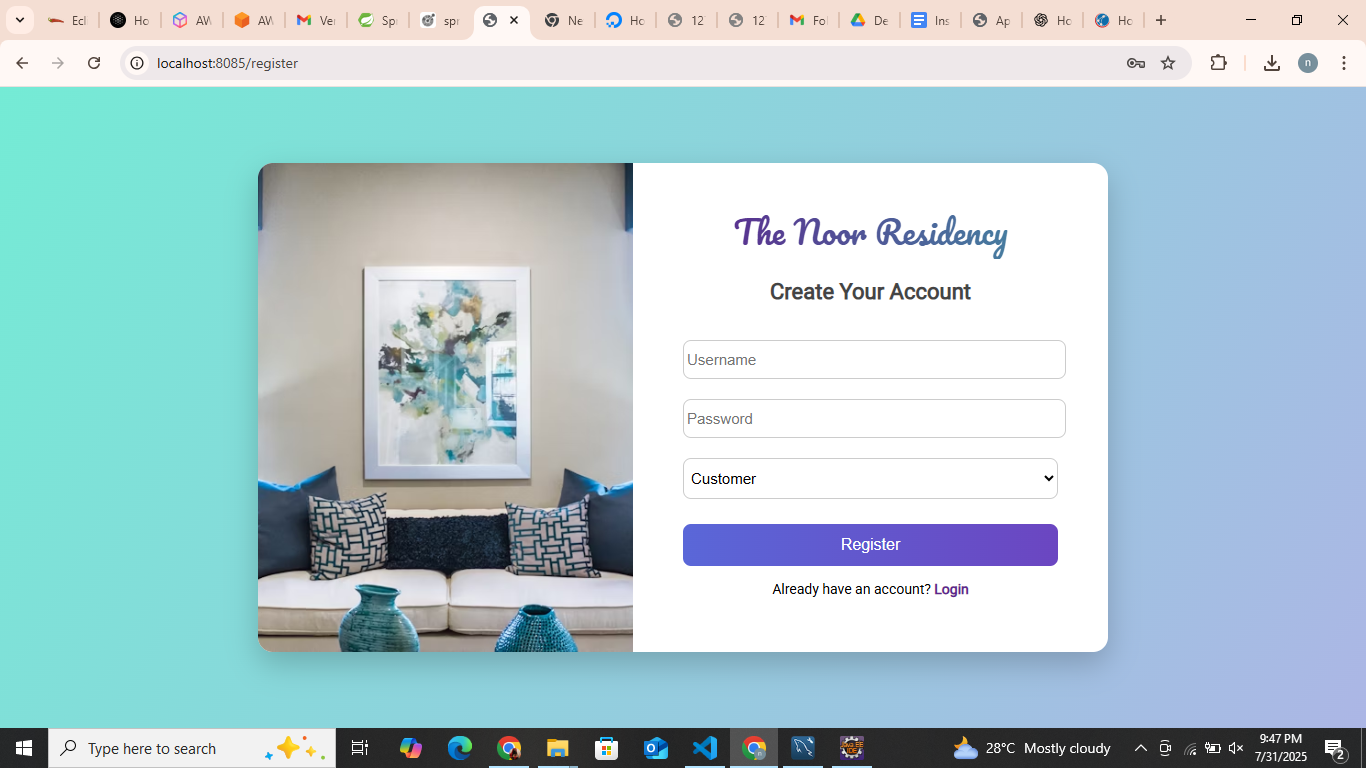 Ecl
Ho
AW
AW
Ver
Spr
spr
Ne
Ho
12
12
Fol
De
Ins
Ap
Ho
Ho
localhost:8085/register
n
The Noor Residency
Create Your Account
Username
Password
Customer
Register
Already have an account? Login
Type here to search
28°C Mostly cloudy
9:47 PM
7/31/2025
2